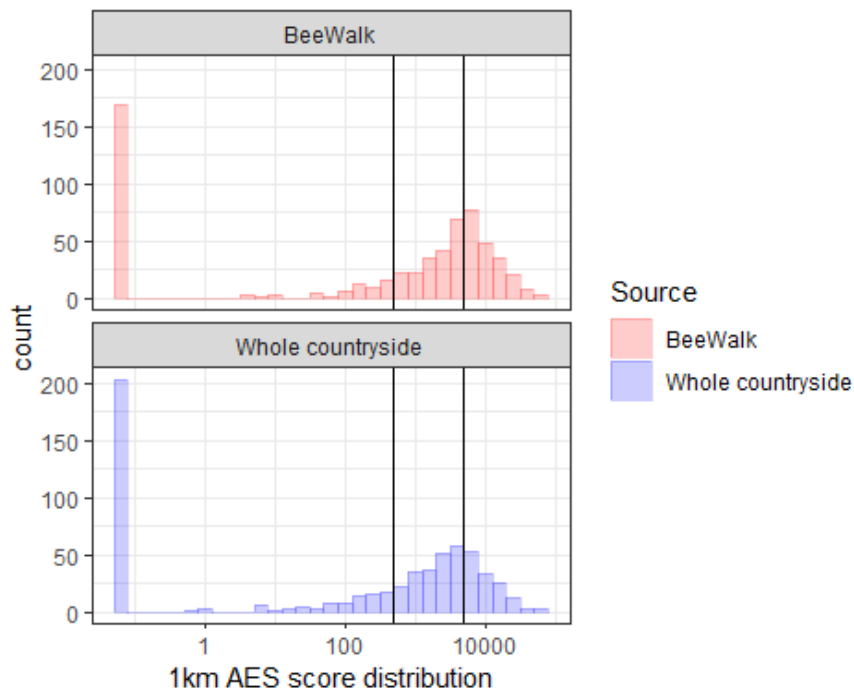 BeeWalk
200
150
100
50
0
count
Whole countryside
200
150
100
50
0
1 100 10000
1km AES score distribution
Source
BeeWalk
Whole countryside